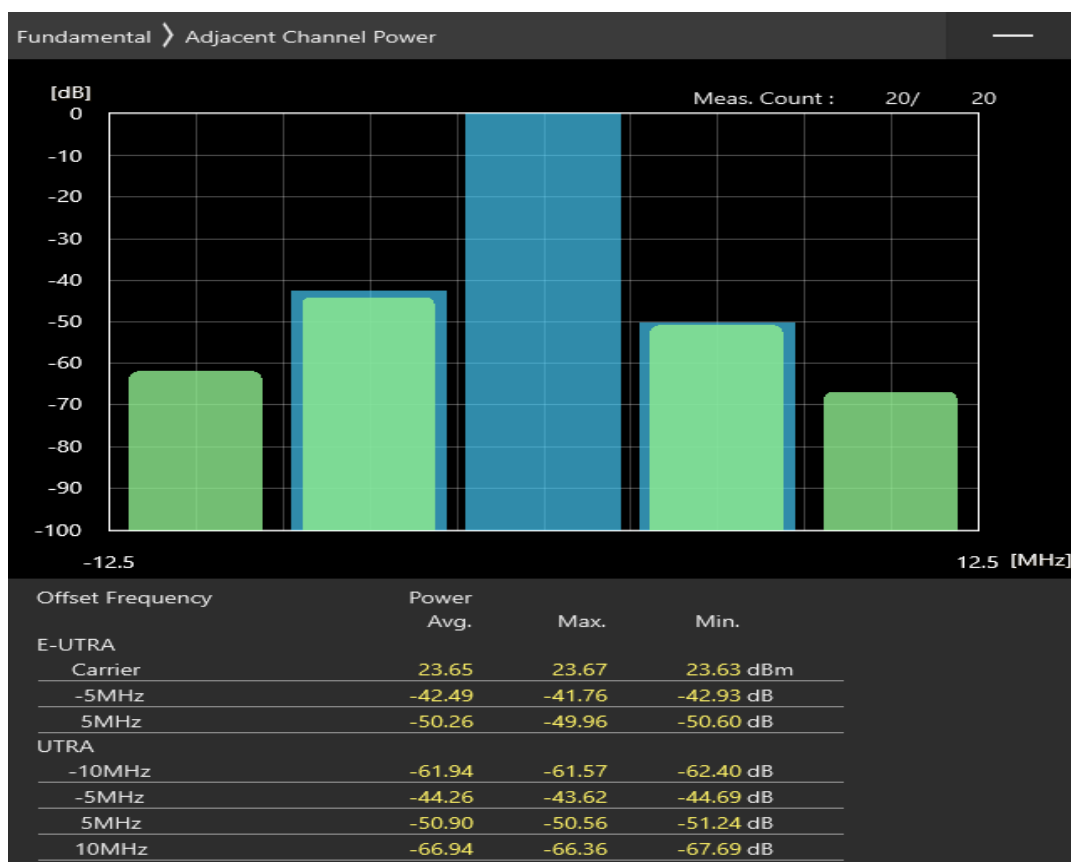 Fundamental 〉 Adjacent Channel Power
[dB]
Meas. Count : 20/ 20
0
-10
-20
-30
-40
-50
-60
-70
-80
-90
-100
-12.5 12.5 [MHz]
Offset Frequency Power
Avg. Max. Min.
E-UTRA
Carrier 23.65 23.67 23.63 dBm
-5MHz -42.49 -41.76 -42.93 dB
5MHz -50.26 -49.96 -50.60 dB
UTRA
-10MHz -61.94 -61.57 -62.40 dB
-5MHz -44.26 -43.62 -44.69 dB
5MHz -50.90 -50.56 -51.24 dB
10MHz -66.94 -66.36 -67.69 dB